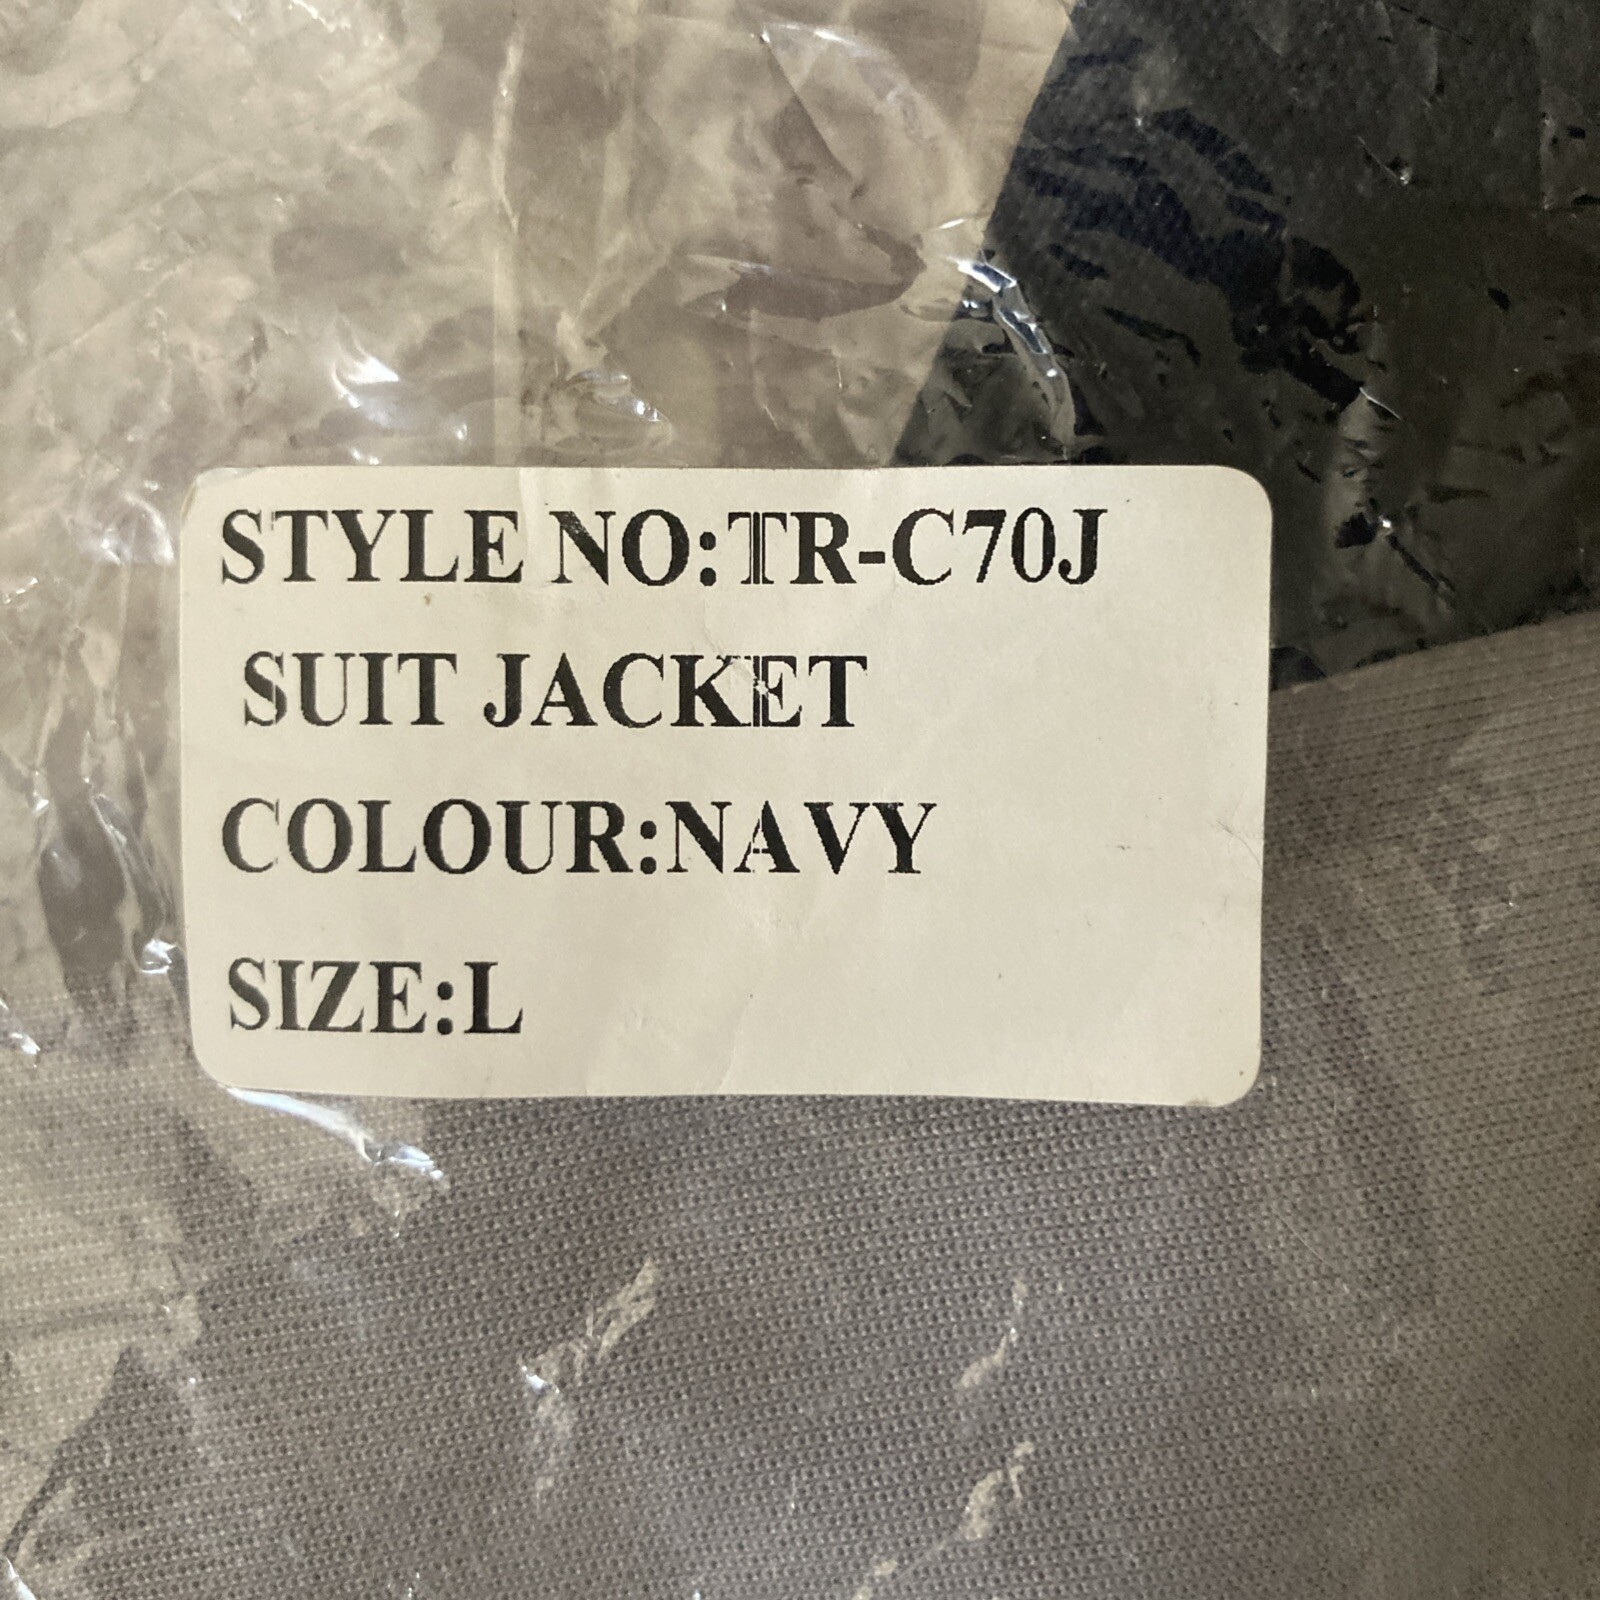 STYLE NO:TR-C70J
SUIT JACKET
COLOUR:NAVY
SIZE:L